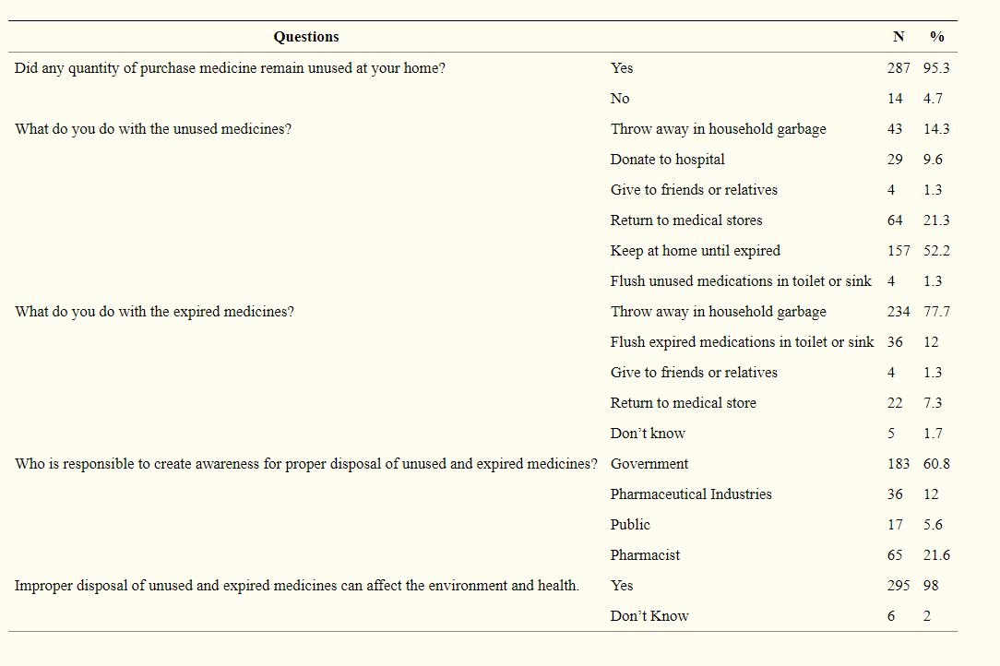 Questions N %
Did any quantity of purchase medicine remain unused at your home? Yes 287 95.3
No 14 4.7
What do you do with the unused medicines? Throw away in household garbage 43 14.3
Donate to hospital 29 9.6
Give to friends or relatives 4 1.3
Return to medical stores 64 21.3
Keep at home until expired 157 52.2
Flush unused medications in toilet or sink 4 1.3
What do you do with the expired medicines? Throw away in household garbage 234 77.7
Flush expired medications in toilet or sink 36 12
Give to friends or relatives 4 1.3
Return to medical store 22 7.3
Don’t know 5 1.7
Who is responsible to create awareness for proper disposal of unused and expired medicines? Government 183 60.8
Pharmaceutical Industries 36 12
Public 17 5.6
Pharmacist 65 21.6
Improper disposal of unused and expired medicines can affect the environment and health. Yes 295 98
Don’t Know 6 2